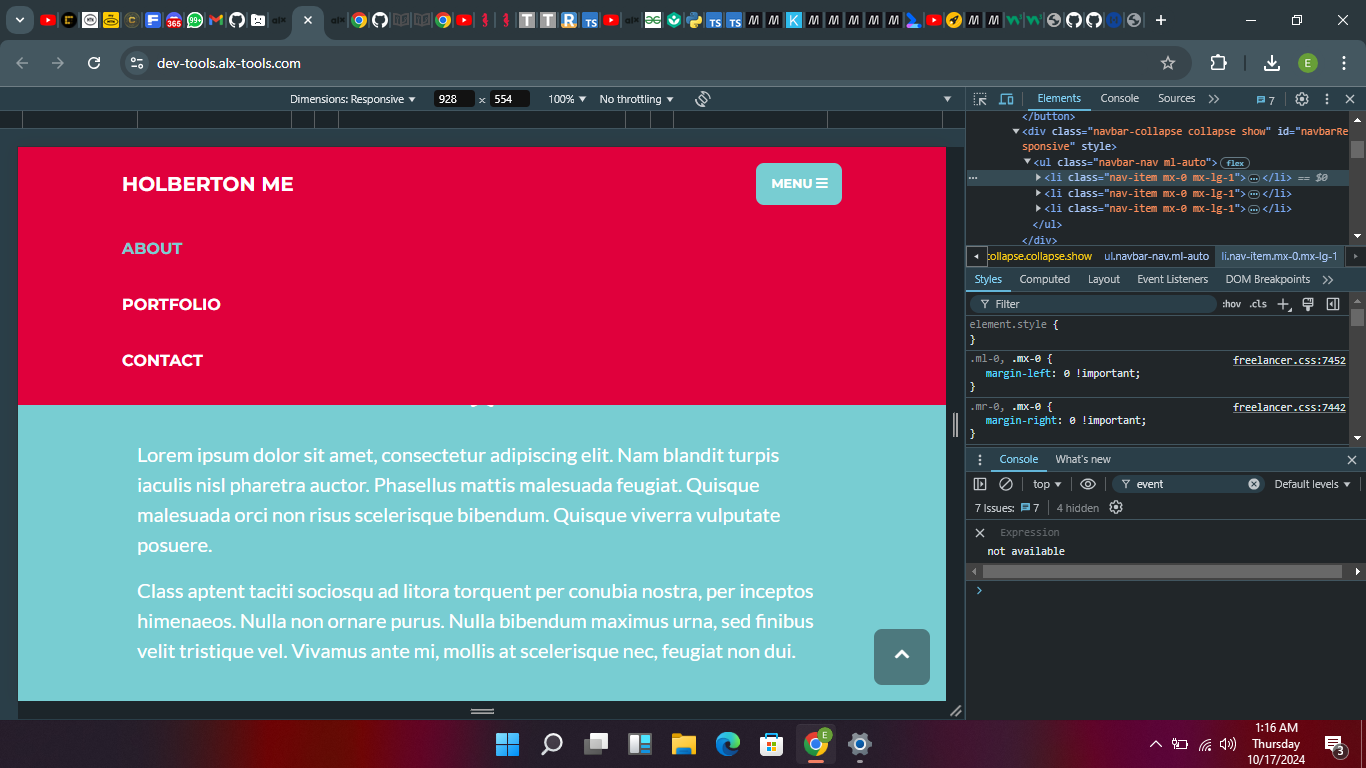 365
99+
dev-tools.alx-tools.com
E
Dimensions: Responsive
928 x 554
100%
No throttling
Elements
Console
Sources
7
</button>
<div class="navbar-collapse collapse show" id="navbarRe
sponsive" style>
<ul class="navbar-nav ml-auto"> flex
<li class="nav-item mx-0 mx-lg-1"> … </li> == $0
<li class="nav-item mx-0 mx-lg-1"> … </li>
<li class="nav-item mx-0 mx-lg-1"> … </li>
</ul>
</div>
collapse.collapse.show
ul.navbar-nav.ml-auto
li.nav-item.mx-0.mx-lg-1
Styles
Computed
Layout
Event Listeners
DOM Breakpoints
Filter
:hov
.cls
element.style {
}
.ml-0, .mx-0 {
freelancer.css:7452
margin-left: 0 !important;
}
.mr-0, .mx-0 {
freelancer.css:7442
margin-right: 0 !important;
}
Console
What's new
top
event
Default levels
7 Issues: 7
4 hidden
Expression
not available
HOLBERTON ME
MENU
ABOUT
PORTFOLIO
CONTACT
Lorem ipsum dolor sit amet, consectetur adipiscing elit. Nam blandit turpis
iaculis nisl pharetra auctor. Phasellus mattis malesuada feugiat. Quisque
malesuada orci non risus scelerisque bibendum. Quisque viverra vulputate
posuere.
Class aptent taciti sociosqu ad litora torquent per conubia nostra, per inceptos
himenaeos. Nulla non ornare purus. Nulla bibendum maximus urna, sed finibus
velit tristique vel. Vivamus ante mi, mollis at scelerisque nec, feugiat non dui.
E
1:16 AM
Thursday
10/17/2024
3